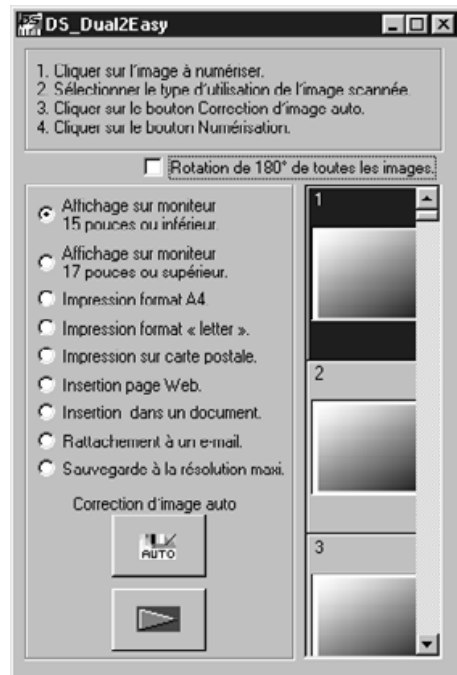 DS_Dual2Easy
1. Cliquer sur l'image à numériser.
2. Sélectionner le type d'utilisation de l'image scannée.
3. Cliquer sur le bouton Correction d'image auto.
4. Cliquer sur le bouton Numérisation.
Rotation de 180° de toutes les images.
Affichage sur moniteur
15 pouces ou inférieur.
Affichage sur moniteur
17 pouces ou supérieur.
Impression format A4
Impression format « letter ».
Impression sur carte postale.
Insertion page Web.
Insertion dans un document.
Rattachement à un e-mail.
Sauvegarde à la résolution maxi.
Correction d'image auto
AUTO
1
2
3